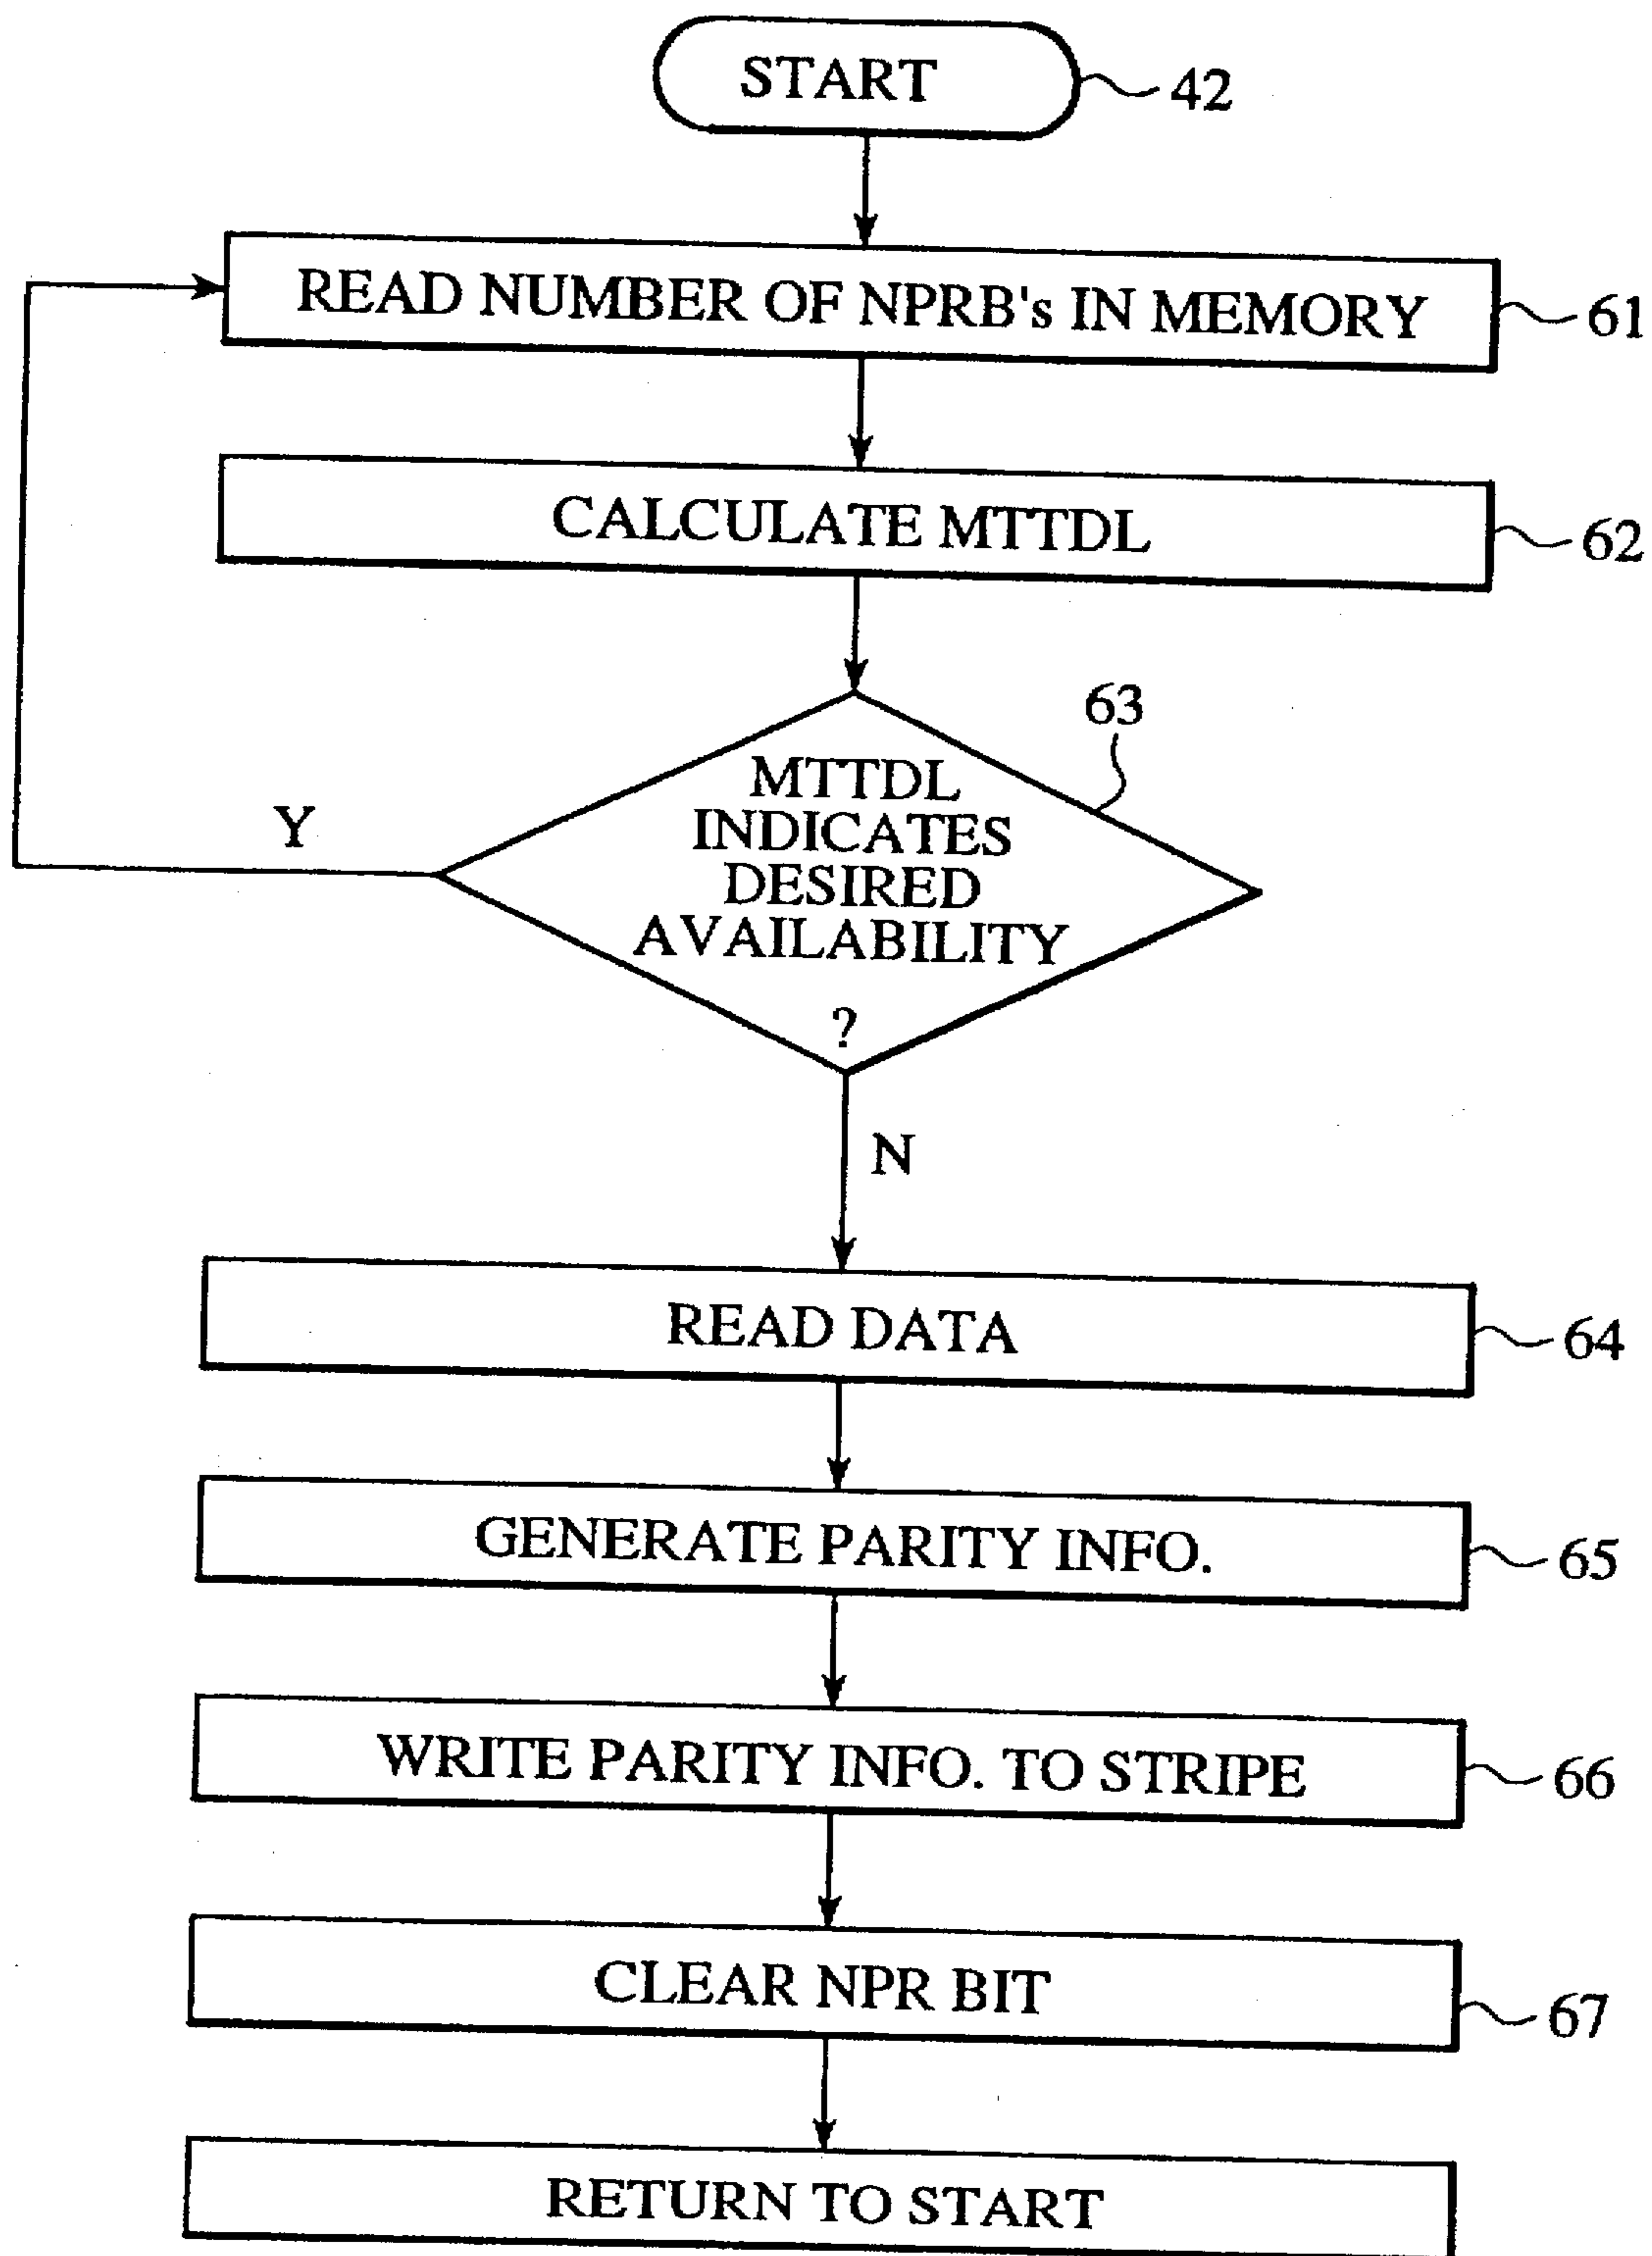 START
42
READ NUMBER OF NPRB's IN MEMORY
61
CALCULATE MTTDL
62
63
MTTDL
INDICATES
DESIRED
AVAILABILITY
?
Y
N
READ DATA
64
GENERATE PARITY INFO.
65
WRITE PARITY INFO. TO STRIPE
66
CLEAR NPR BIT
67
RETURN TO START